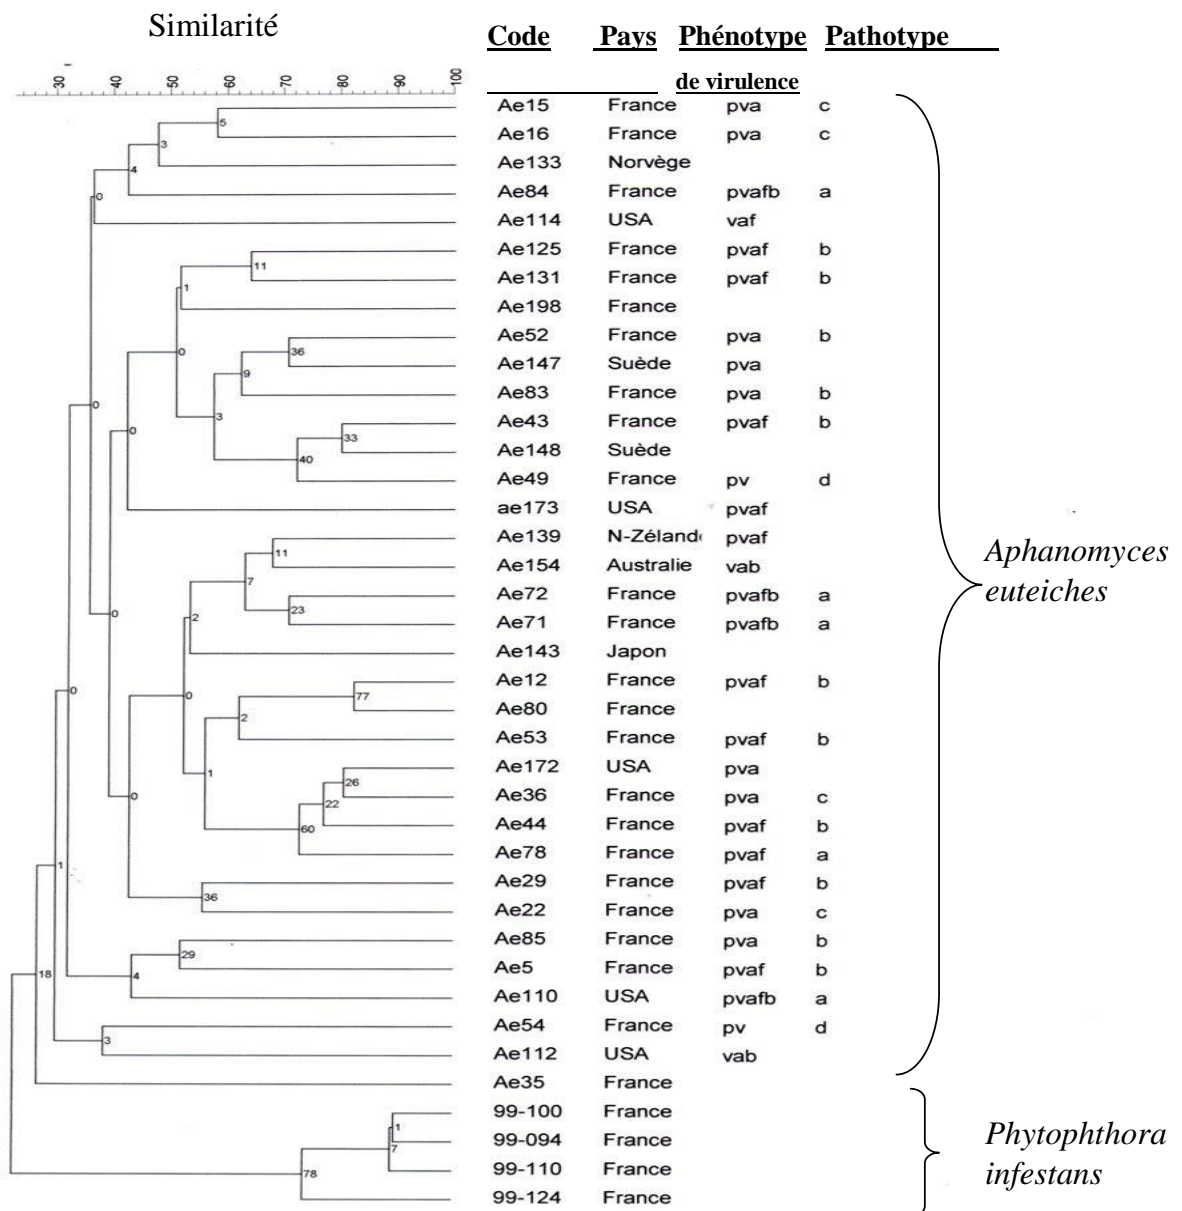 Similarité
Code Pays Phénotype Pathotype
de virulence
30 40 50 60 70 80 90 100
Ae15 France pva c
5
Ae16 France pva c
3
Ae133 Norvège
4
Ae84 France pvafb a
0
Ae114 USA vaf
Ae125 France pvaf b
11
Ae131 France pvaf b
1
Ae198 France
Ae52 France pva b
0 36
Ae147 Suède pva
9
Ae83 France pva b
0 3
Ae43 France pvaf b
0 33
Ae148 Suède
40
Ae49 France pv d
ae173 USA pvaf
Ae139 N-Zéland pvaf
11
Aphanomyces
Ae154 Australie vab
7
euteiches
Ae72 France pvafb a
0 2 23
Ae71 France pvafb a
Ae143 Japon
Ae12 France pvaf b
0 0 77
Ae80 France
2
Ae53 France pvaf b
Ae172 USA pva
1 26
Ae36 France pva c
0 22
Ae44 France pvaf b
60
Ae78 France pvaf a
1
Ae29 France pvaf b
36
Ae22 France pva c
Ae85 France pva b
29
Ae5 France pvaf b
18 4
Ae110 USA pvafb a
Ae54 France pv d
3
Ae112 USA vab
Ae35 France
99-100 France
1
Phytophthora
99-094 France
7
99-110 France
78
infestans
99-124 France